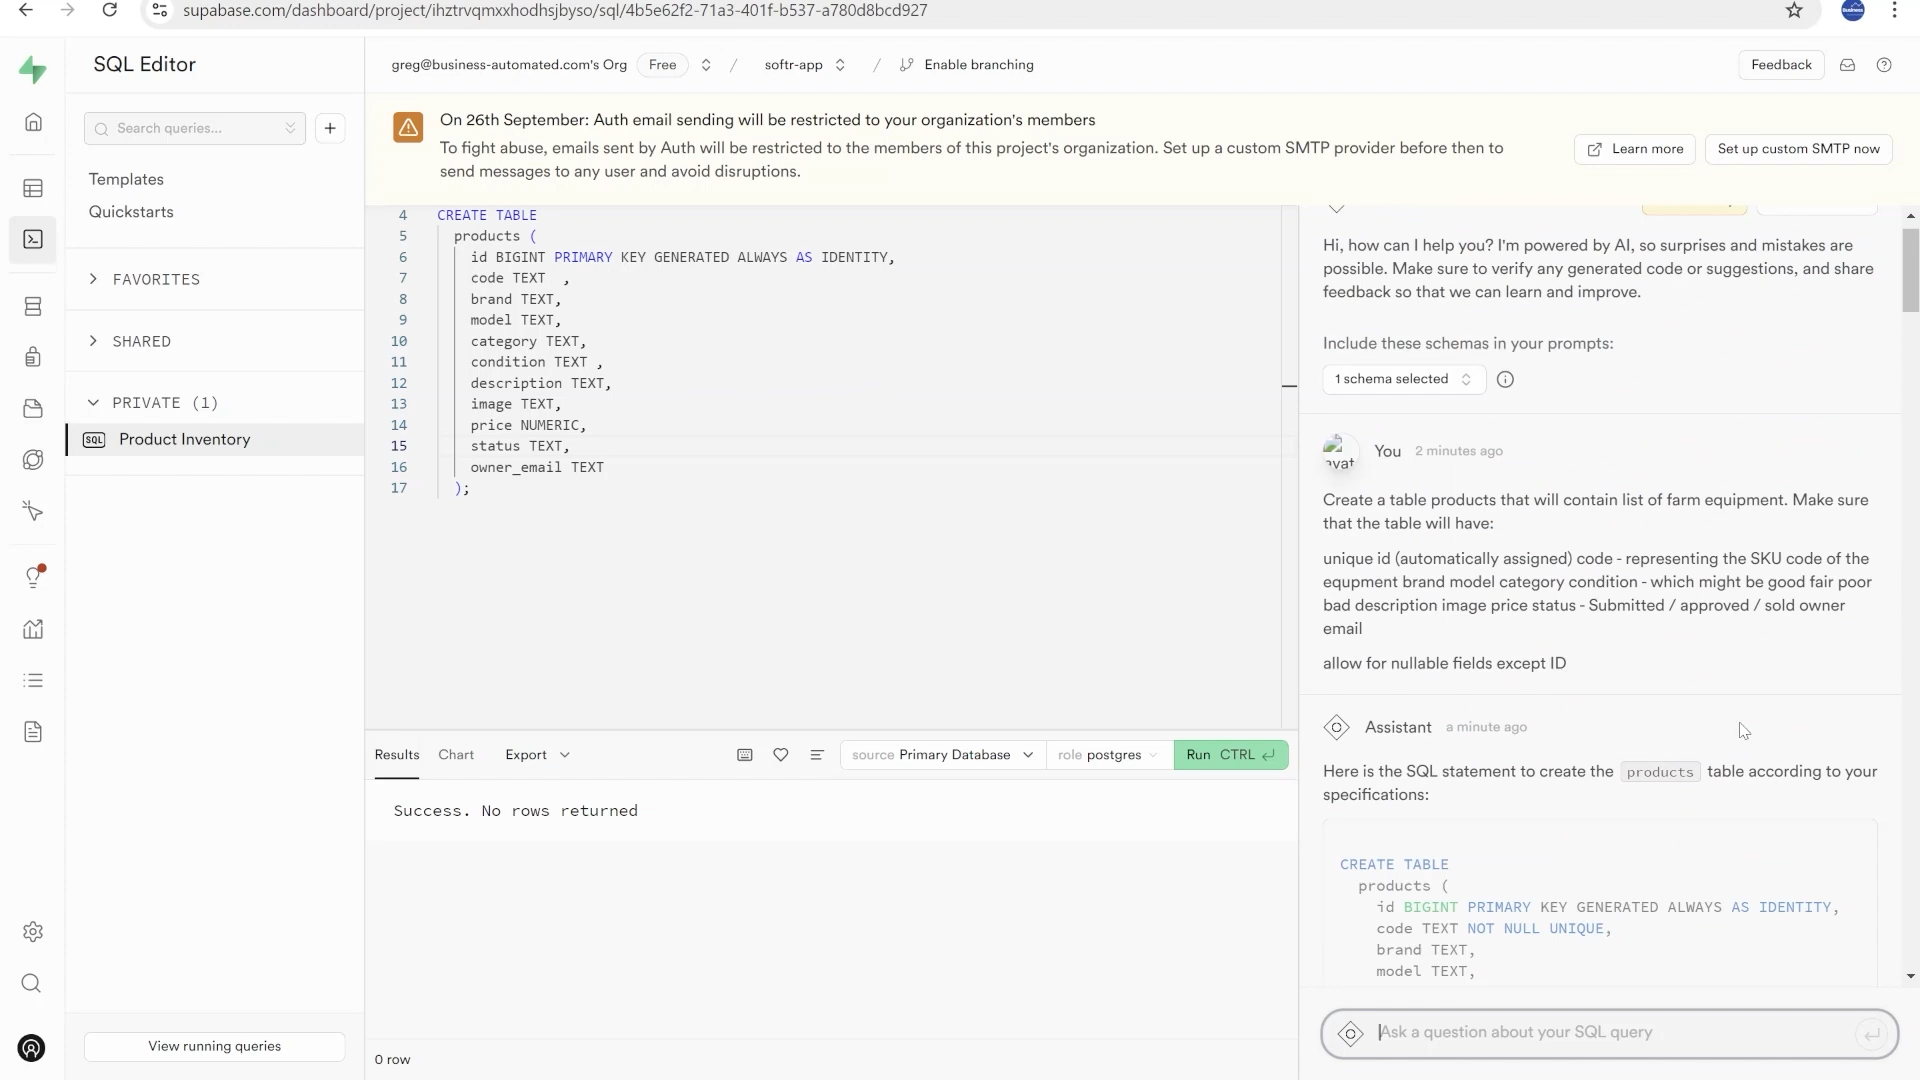 supabase.com/dashboard/project/ihztrvqmxxhodhsjbyso/sql/4b5e62f2-71a3-401f-b537-a780d8bcd927
SQL Editor
greg@business-automated.com's Org Free / softr-app / Enable branching
Feedback
Search queries...
Templates
Quickstarts
FAVORITES
SHARED
PRIVATE (1)
SQL Product Inventory
View running queries
On 26th September: Auth email sending will be restricted to your organization's members
To fight abuse, emails sent by Auth will be restricted to the members of this project's organization. Set up a custom SMTP provider before then to
send messages to any user and avoid disruptions.
Learn more
Set up custom SMTP now
4 CREATE TABLE
5 products (
6 id BIGINT PRIMARY KEY GENERATED ALWAYS AS IDENTITY,
7 code TEXT  ,
8 brand TEXT,
9 model TEXT,
10 category TEXT,
11 condition TEXT ,
12 description TEXT,
13 image TEXT,
14 price NUMERIC,
15 status TEXT,
16 owner_email TEXT
17 );
Results Chart Export
source Primary Database
role postgres
Run CTRL
Success. No rows returned
0 row
Hi, how can I help you? I'm powered by AI, so surprises and mistakes are
possible. Make sure to verify any generated code or suggestions, and share
feedback so that we can learn and improve.
Include these schemas in your prompts:
1 schema selected
You 2 minutes ago
Create a table products that will contain list of farm equipment. Make sure
that the table will have:
unique id (automatically assigned) code - representing the SKU code of the
equpment brand model category condition - which might be good fair poor
bad description image price status - Submitted / approved / sold owner
email
allow for nullable fields except ID
Assistant a minute ago
Here is the SQL statement to create the products table according to your
specifications:
CREATE TABLE
products (
id BIGINT PRIMARY KEY GENERATED ALWAYS AS IDENTITY,
code TEXT NOT NULL UNIQUE,
brand TEXT,
model TEXT,
Ask a question about your SQL query